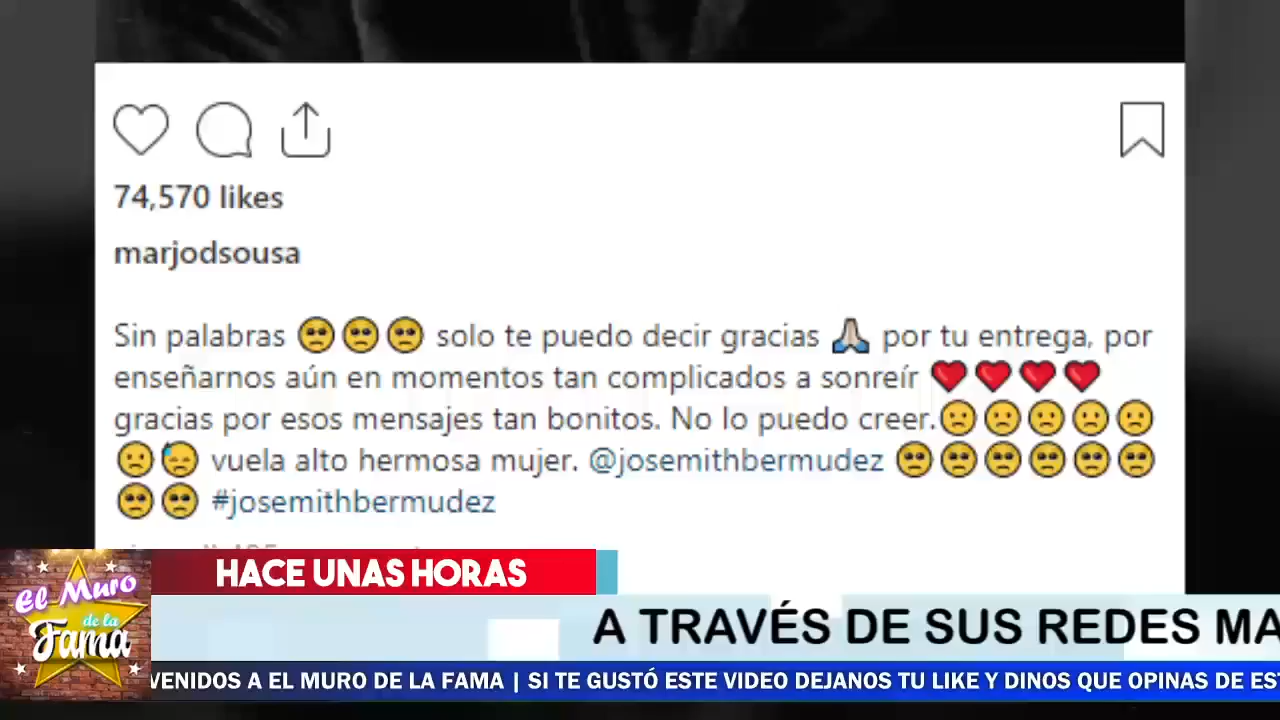 74,570 likes
marjodsousa
Sin palabras 🥺🥺🥺 solo te puedo decir gracias 🙏🏻 por tu entrega, por
enseñarnos aún en momentos tan complicados a sonreír ❤️❤️❤️❤️
gracias por esos mensajes tan bonitos. No lo puedo creer.🙁🙁🙁🙁🙁
🙁😓 vuela alto hermosa mujer. @josemithbermudez 🥺🥺🥺🥺🥺🥺
🥺🥺 #josemithbermudez
HACE UNAS HORAS
El Muro
de la
Fama
A TRAVÉS DE SUS REDES MA
VENIDOS A EL MURO DE LA FAMA | SI TE GUSTÓ ESTE VIDEO DEJANOS TU LIKE Y DINOS QUE OPINAS DE EST